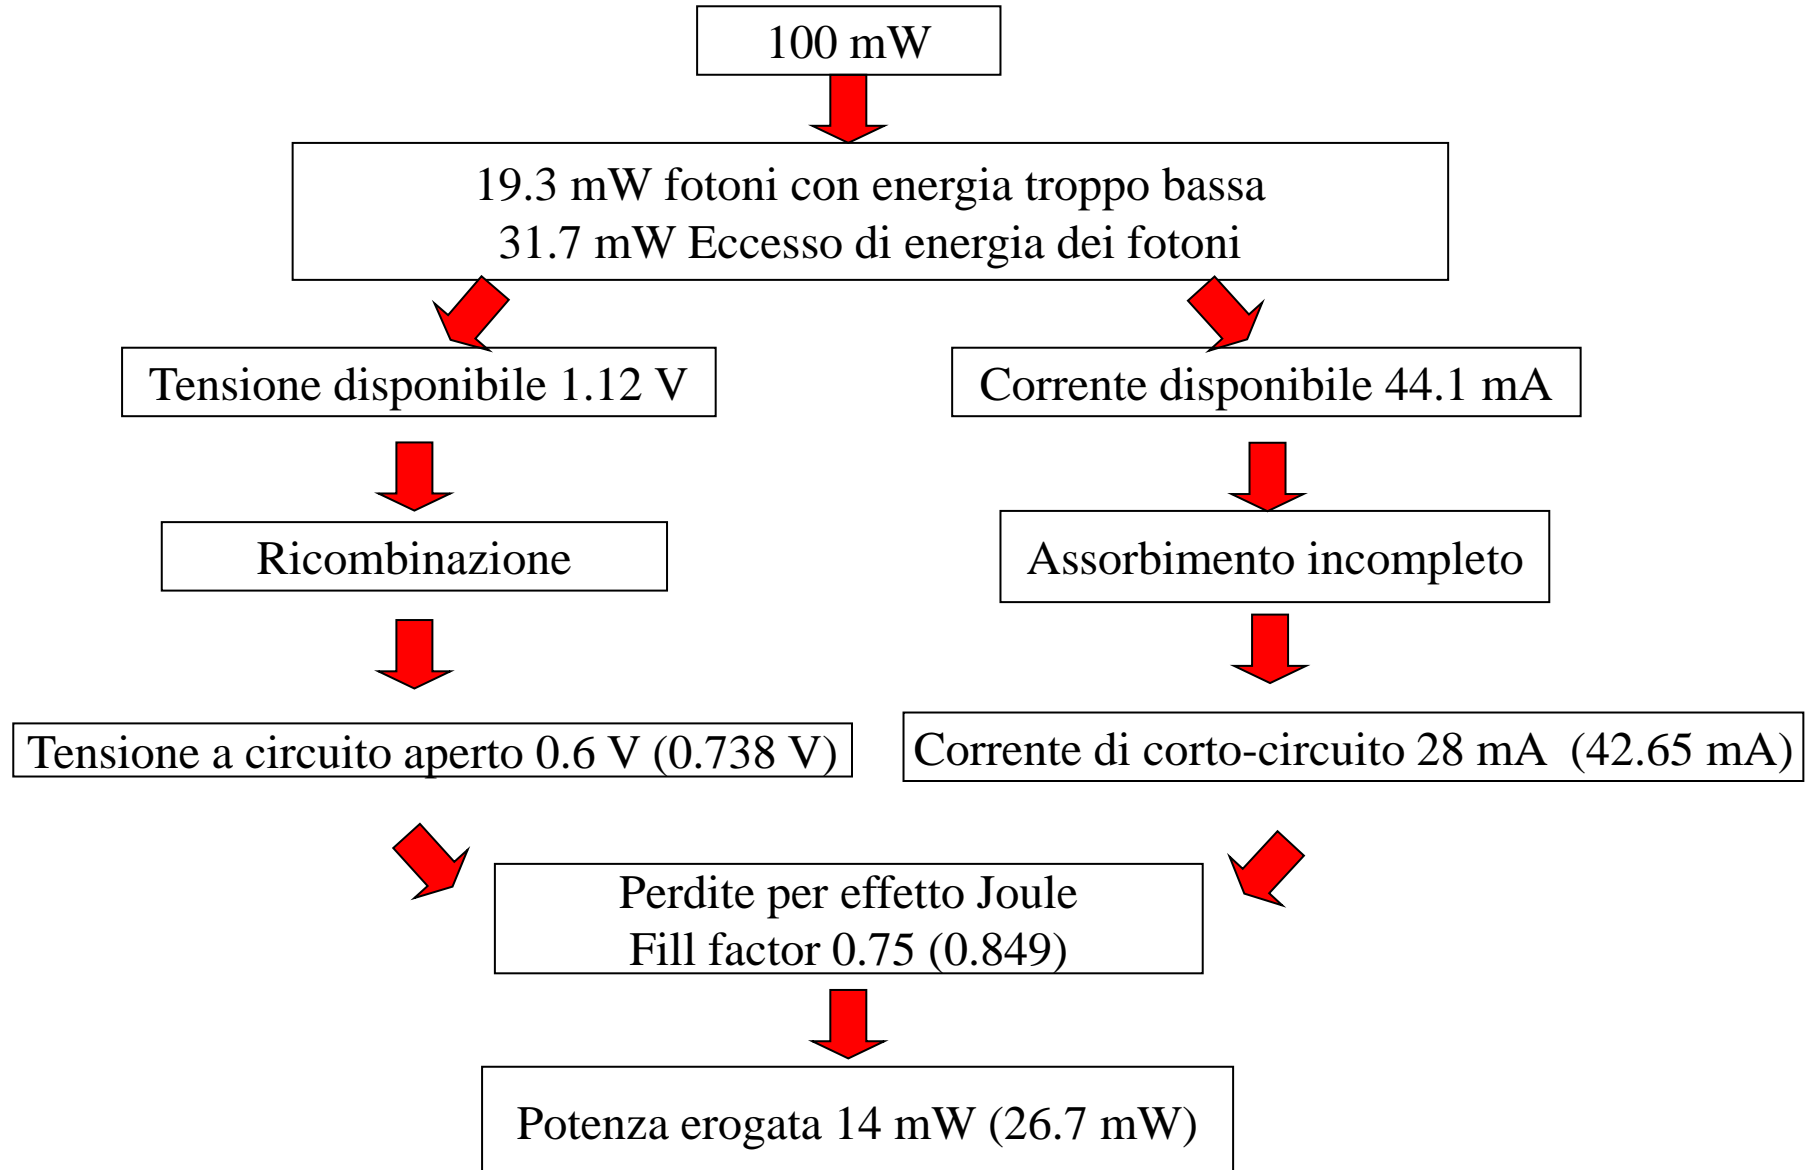 100 mW
19.3 mW fotoni con energia troppo bassa
31.7 mW Eccesso di energia dei fotoni
Tensione disponibile 1.12 V
Corrente disponibile 44.1 mA
Ricombinazione
Assorbimento incompleto
Tensione a circuito aperto 0.6 V (0.738 V)
Corrente di corto-circuito 28 mA (42.65 mA)
Perdite per effetto Joule
Fill factor 0.75 (0.849)
Potenza erogata 14 mW (26.7 mW)